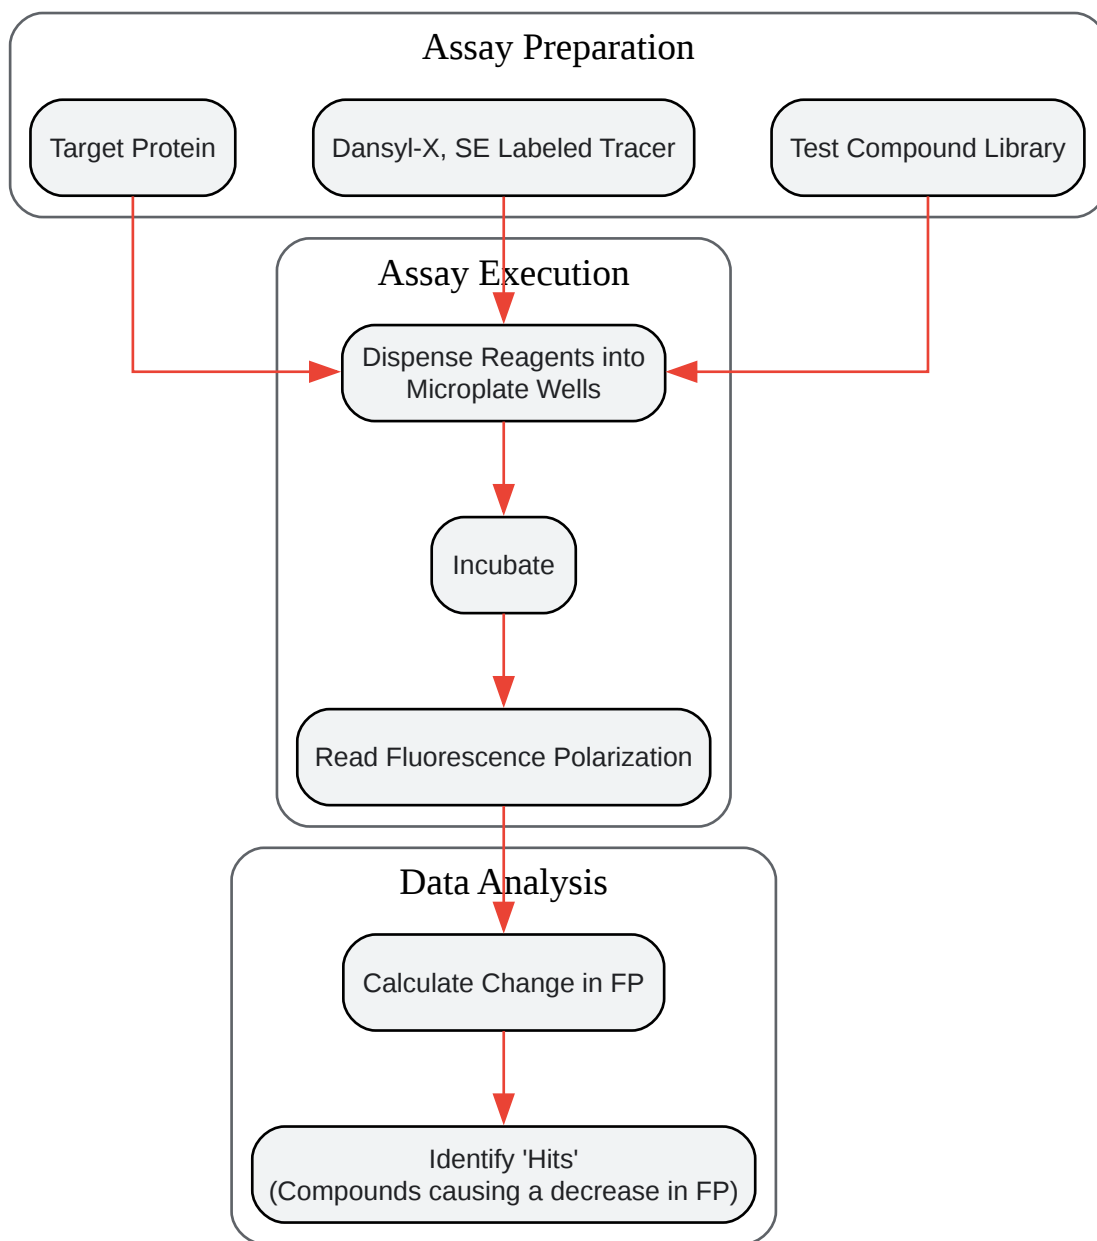 Assay Preparation
Target Protein
Dansyl-X, SE Labeled Tracer
Test Compound Library
Assay Execution
Dispense Reagents into
Microplate Wells
Incubate
Read Fluorescence Polarization
Data Analysis
Calculate Change in FP
Identify 'Hits'
(Compounds causing a decrease in FP)